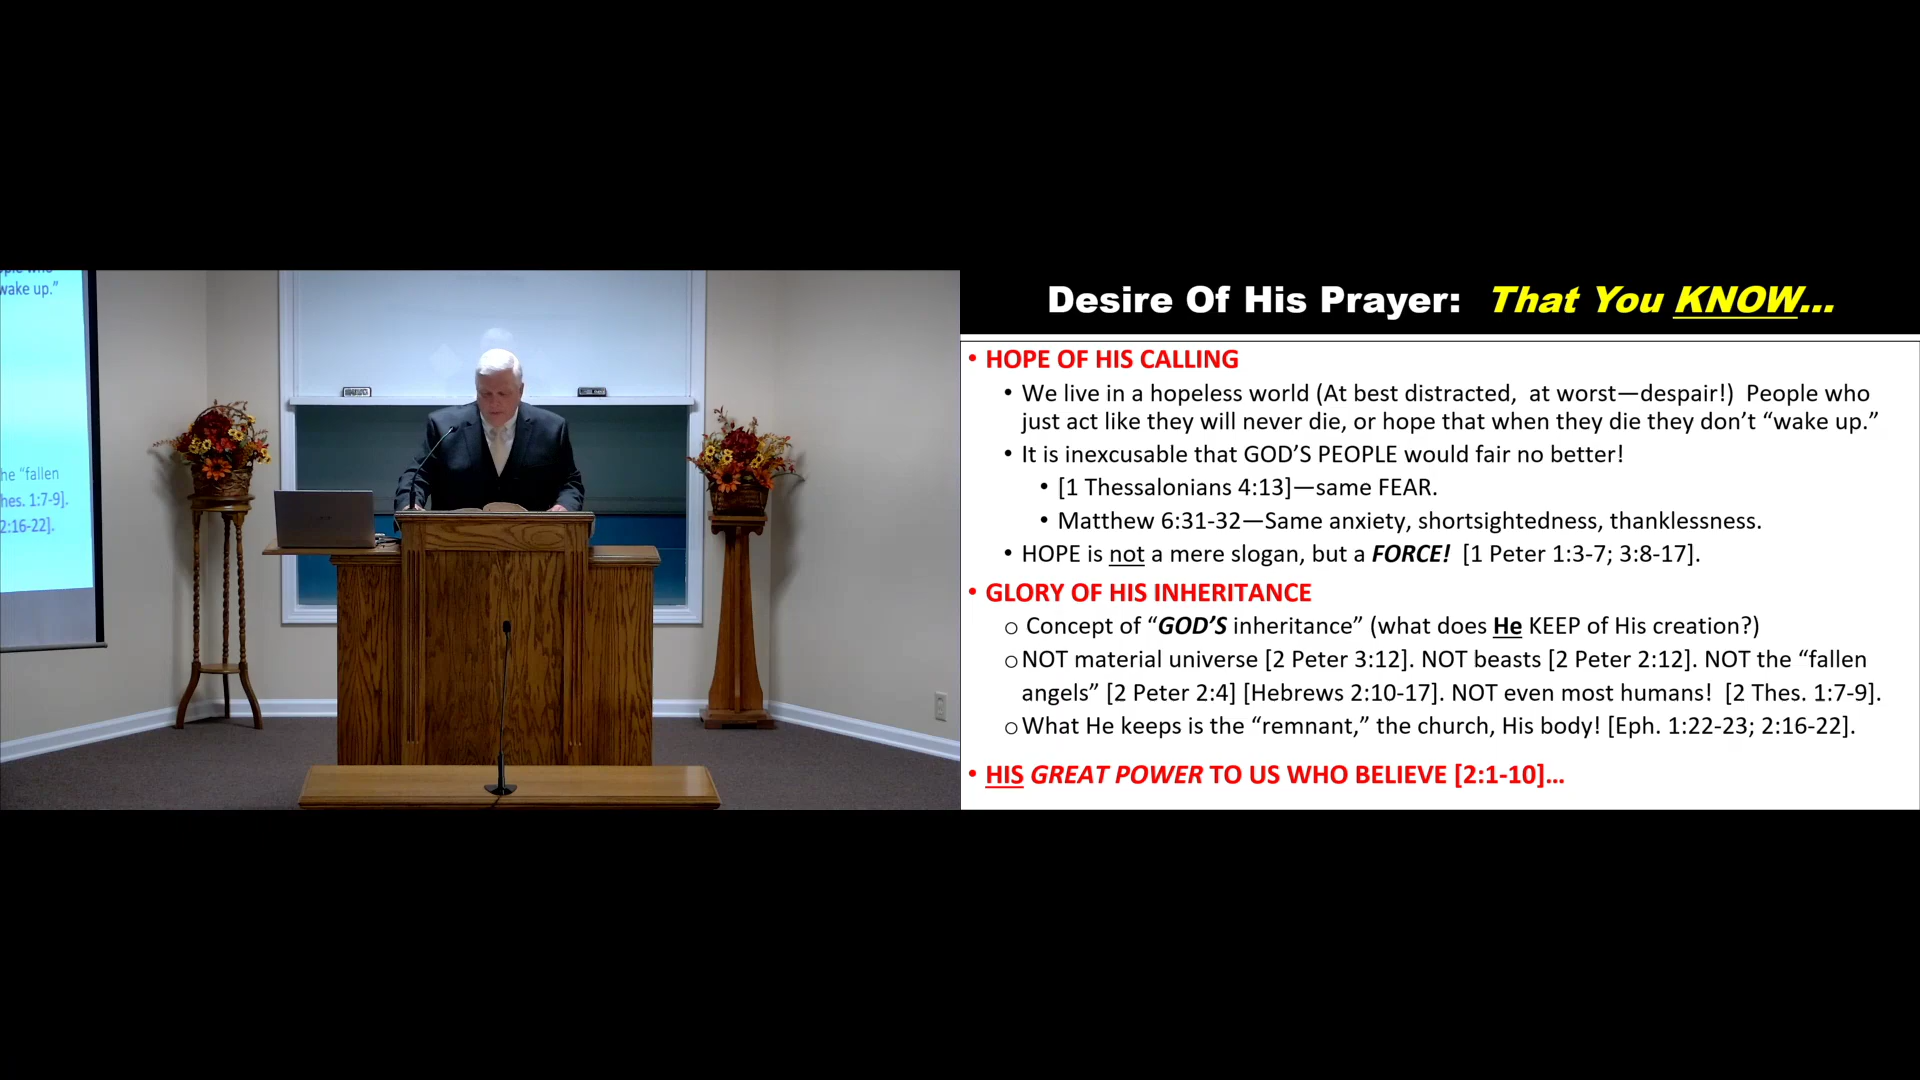 ople who
wake up.”
he “fallen
hes. 1:7-9].
2:16-22].
Desire Of His Prayer: That You KNOW...
• HOPE OF HIS CALLING
• We live in a hopeless world (At best distracted, at worst—despair!) People who
just act like they will never die, or hope that when they die they don’t “wake up.”
• It is inexcusable that GOD’S PEOPLE would fair no better!
• [1 Thessalonians 4:13]—same FEAR.
• Matthew 6:31-32—Same anxiety, shortsightedness, thanklessness.
• HOPE is not a mere slogan, but a FORCE! [1 Peter 1:3-7; 3:8-17].
• GLORY OF HIS INHERITANCE
o Concept of “GOD’S inheritance” (what does He KEEP of His creation?)
o NOT material universe [2 Peter 3:12]. NOT beasts [2 Peter 2:12]. NOT the “fallen
angels” [2 Peter 2:4] [Hebrews 2:10-17]. NOT even most humans! [2 Thes. 1:7-9].
o What He keeps is the “remnant,” the church, His body! [Eph. 1:22-23; 2:16-22].
• HIS GREAT POWER TO US WHO BELIEVE [2:1-10]...